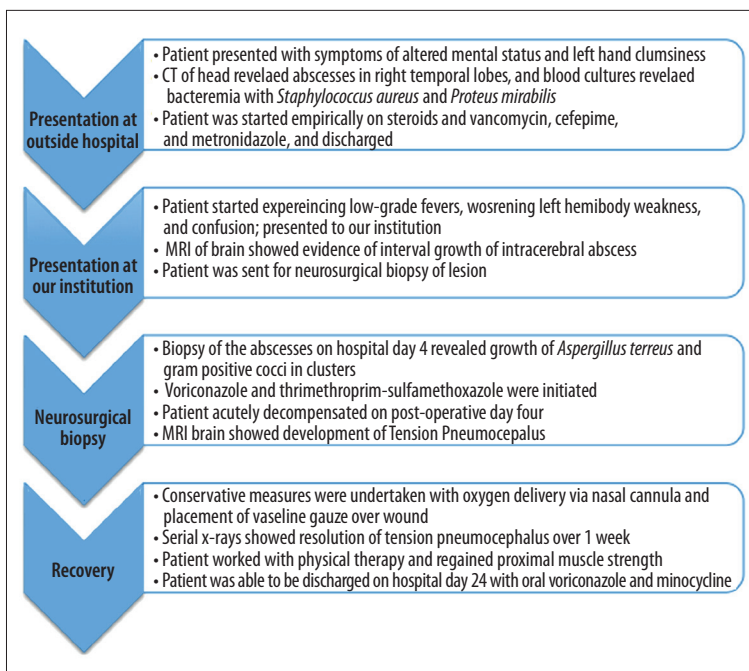 Presentation at
outside hospital
• Patient presented with symptoms of altered mental status and left hand clumsiness
• CT of head revelaed abscesses in right temporal lobes, and blood cultures revelaed
bacteremia with Staphylococcus aureus and Proteus mirabilis
• Patient was started empirically on steroids and vancomycin, cefepime,
and metronidazole, and discharged
Presentation at
our institution
• Patient started expereincing low-grade fevers, wosrening left hemibody weakness,
and confusion; presented to our institution
• MRI of brain showed evidence of interval growth of intracerebral abscess
• Patient was sent for neurosurgical biopsy of lesion
Neurosurgical
biopsy
• Biopsy of the abscesses on hospital day 4 revealed growth of Aspergillus terreus and
gram positive cocci in clusters
• Voriconazole and thrimethroprim-sulfamethoxazole were initiated
• Patient acutely decompensated on post-operative day four
• MRI brain showed development of Tension Pneumocepalus
Recovery
• Conservative measures were undertaken with oxygen delivery via nasal cannula and
placement of vaseline gauze over wound
• Serial x-rays showed resolution of tension pneumocephalus over 1 week
• Patient worked with physical therapy and regained proximal muscle strength
• Patient was able to be discharged on hospital day 24 with oral voriconazole and minocycline